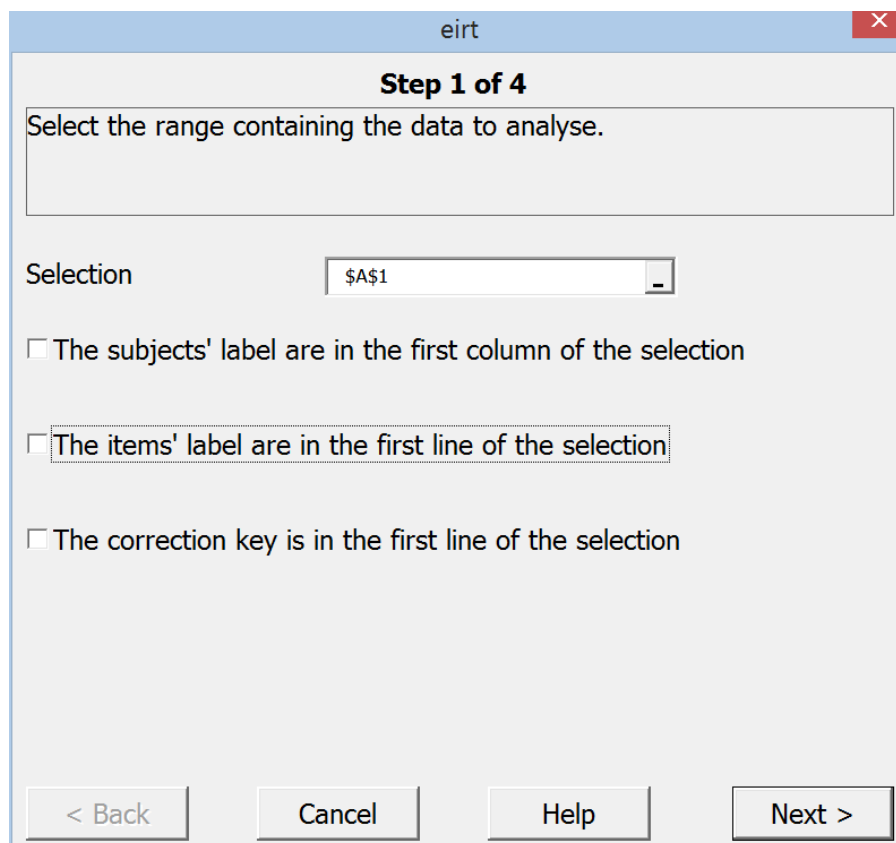 eirt
Step 1 of 4
Select the range containing the data to analyse.
Selection
$A$1
The subjects' label are in the first column of the selection
The items' label are in the first line of the selection
The correction key is in the first line of the selection
< Back
Cancel
Help
Next >